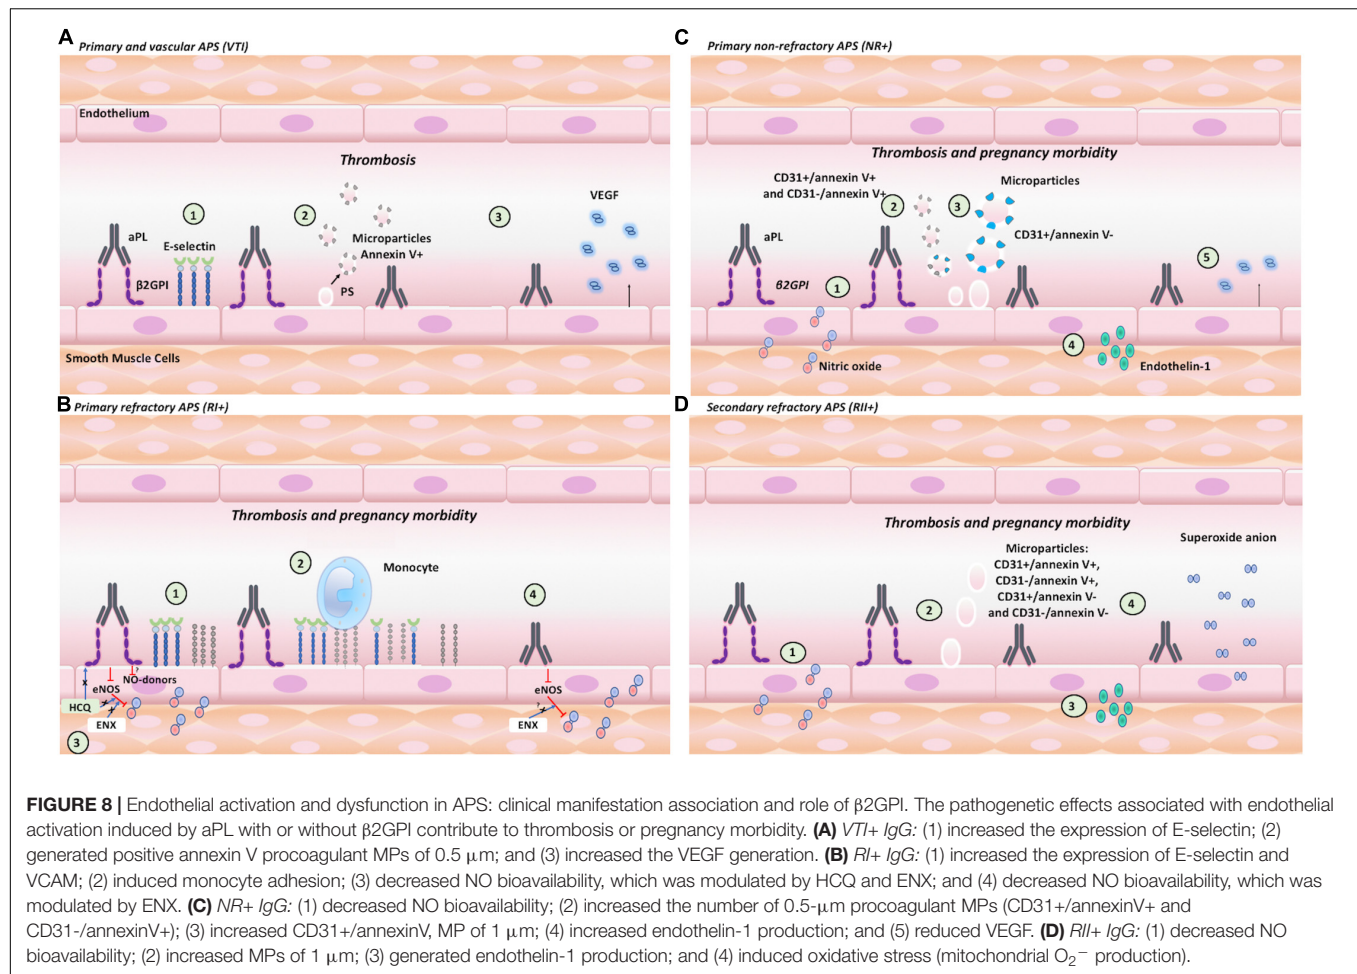 A
Primary and vascular APS (VTI)
Endothelium
Thrombosis
1
2
3
VEGF
aPL
E-selectin
Microparticles
Annexin V+
β2GPI
PS
Smooth Muscle Cells
C
Primary non-refractory APS (NR+)
Thrombosis and pregnancy morbidity
CD31+/annexin V+
and CD31-/annexin V+
2
3
Microparticles
aPL
CD31+/annexin V-
5
β2GPI
1
4
Nitric oxide
Endothelin-1
B
Primary refractory APS (RI+)
Thrombosis and pregnancy morbidity
2
Monocyte
1
4
?
NO-donors
x
eNOS
HCQ
ENX
3
eNOS
?
ENX
D
Secondary refractory APS (RII+)
Thrombosis and pregnancy morbidity
Superoxide anion
Microparticles:
CD31+/annexin V+,
CD31-/annexin V+,
CD31+/annexin V-
and CD31-/annexin V-
2
4
1
3
FIGURE 8 | Endothelial activation and dysfunction in APS: clinical manifestation association and role of β2GPI. The pathogenetic effects associated with endothelial
activation induced by aPL with or without β2GPI contribute to thrombosis or pregnancy morbidity. (A) VTI+ IgG: (1) increased the expression of E-selectin; (2)
generated positive annexin V procoagulant MPs of 0.5 μm; and (3) increased the VEGF generation. (B) RI+ IgG: (1) increased the expression of E-selectin and
VCAM; (2) induced monocyte adhesion; (3) decreased NO bioavailability, which was modulated by HCQ and ENX; and (4) decreased NO bioavailability, which was
modulated by ENX. (C) NR+ IgG: (1) decreased NO bioavailability; (2) increased the number of 0.5-μm procoagulant MPs (CD31+/annexinV+ and
CD31-/annexinV+); (3) increased CD31+/annexinV, MP of 1 μm; (4) increased endothelin-1 production; and (5) reduced VEGF. (D) RII+ IgG: (1) decreased NO
bioavailability; (2) increased MPs of 1 μm; (3) generated endothelin-1 production; and (4) induced oxidative stress (mitochondrial O₂⁻ production).